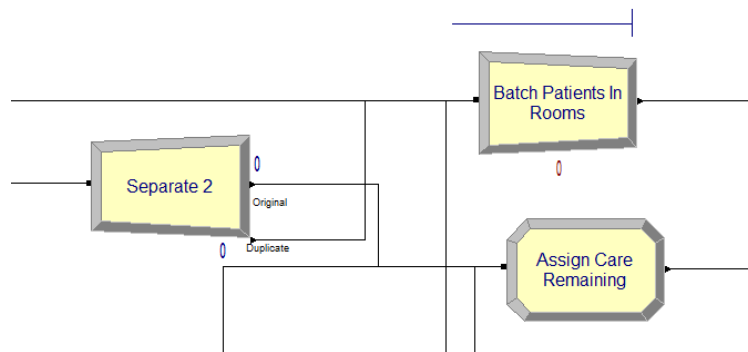 Batch Patients In
Rooms
0
Separate 2
0
Original
Duplicate
0
Assign Care
Remaining